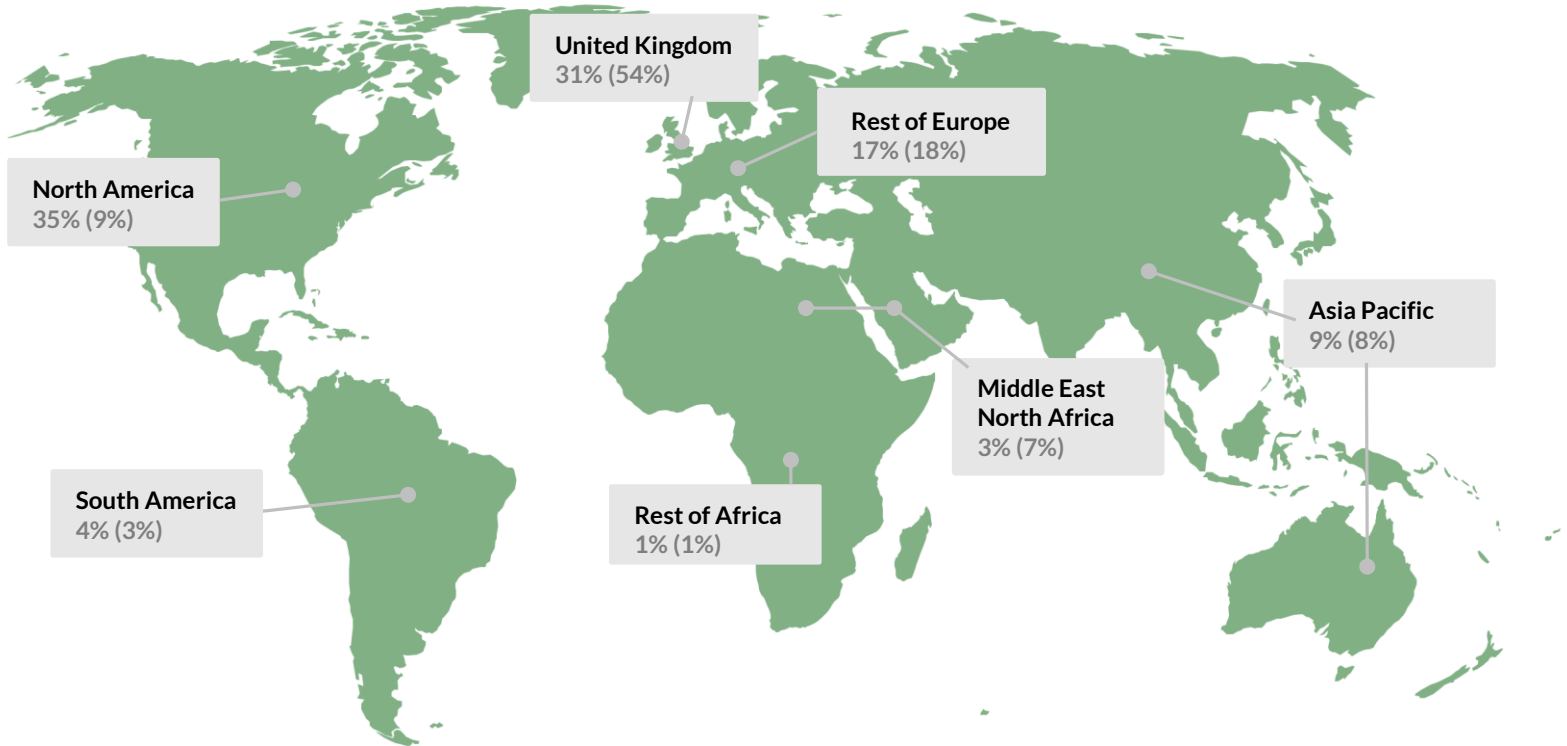 United Kingdom
31% (54%)
Rest of Europe
17% (18%)
North America
35% (9%)
Asia Pacific
9% (8%)
Middle East
North Africa
3% (7%)
South America
4% (3%)
Rest of Africa
1% (1%)